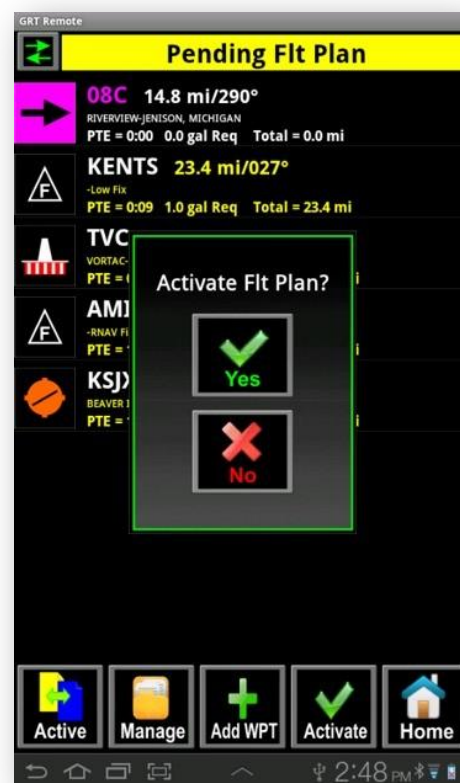 GRT Remote
Pending Flt Plan
08C 14.8 mi/290°
RIVERVIEW-JENISON, MICHIGAN
PTE = 0:00 0.0 gal Req Total = 0.0 mi
F
KENTS 23.4 mi/027°
-Low Fix
PTE = 0:09 1.0 gal Req Total = 23.4 mi
TVC
VORTAC-
PTE =
Activate Flt Plan?
F
-RNAV
PTE =
Yes
KSJX
BEAVER
PTE =
No
Active
Manage
Add WPT
Activate
Home
2:48 PM